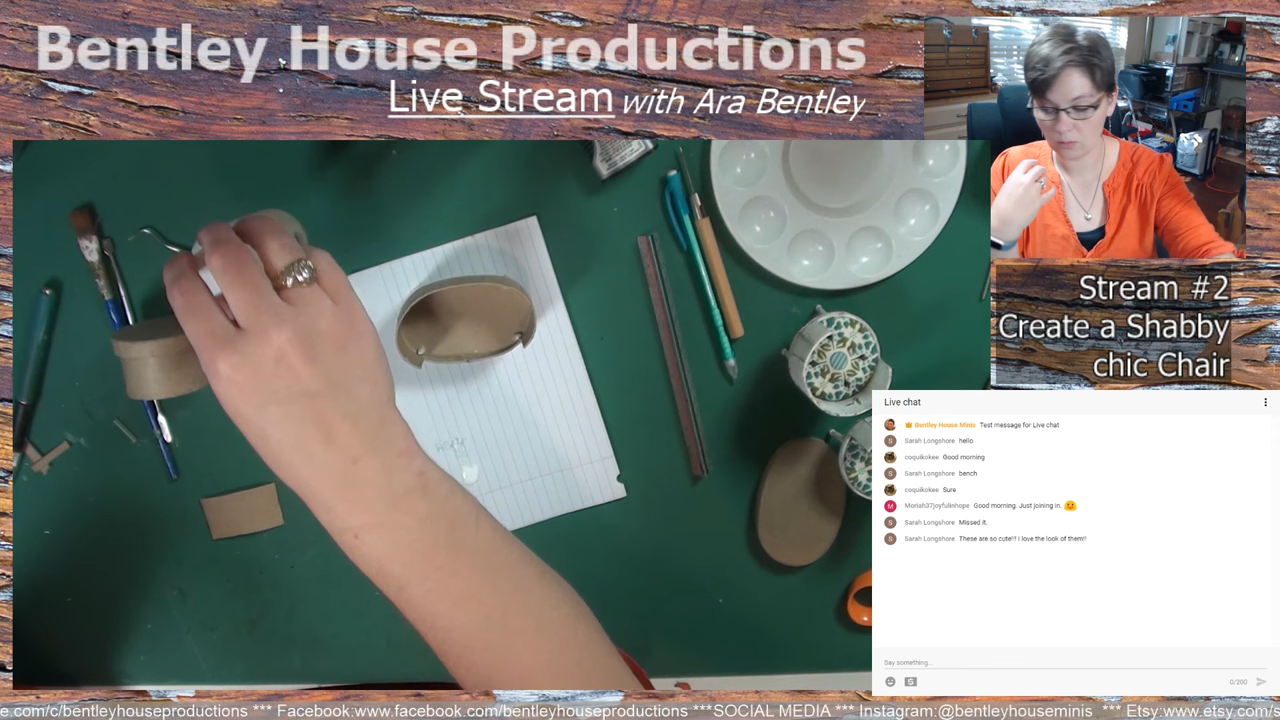 Bentley House Productions
Live Stream with Ara Bentley
Stream #2
Create a Shabby
chic Chair
Live chat
Bentley House Minis Test message for Live chat
Sarah Longshore hello
coquikokee Good morning
Sarah Longshore bench
coquikokee Sure
Moriah37joyfulinhope Good morning. Just joining in.
Sarah Longshore Missed it.
Sarah Longshore These are so cute!!! I love the look of them!!
Say something...
0/200
e.com/c/bentleyhouseproductions *** Facebook:www.facebook.com/bentleyhouseproductions ***SOCIAL MEDIA *** Instagram:@bentleyhouseminis *** Etsy:www.etsy.com/s